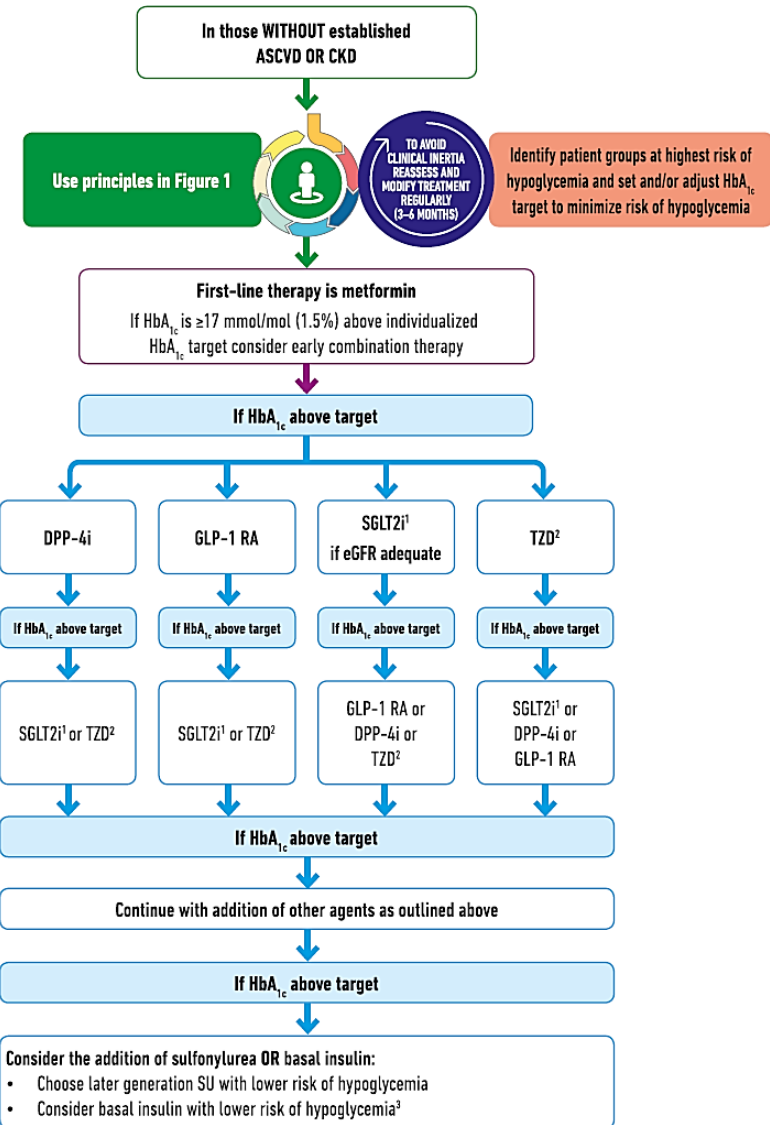 In those WITHOUT established
ASCVD OR CKD
Use principles in Figure 1
TO AVOID
CLINICAL INERTIA
REASSESS AND
MODIFY TREATMENT
REGULARLY
(3–6 MONTHS)
Identify patient groups at highest risk of
hypoglycemia and set and/or adjust HbA1c
target to minimize risk of hypoglycemia
First-line therapy is metformin
If HbA1c is ≥17 mmol/mol (1.5%) above individualized
HbA1c target consider early combination therapy
If HbA1c above target
DPP-4i
GLP-1 RA
SGLT2i¹
if eGFR adequate
TZD²
If HbA1c above target
If HbA1c above target
If HbA1c above target
If HbA1c above target
SGLT2i¹ or TZD²
SGLT2i¹ or TZD²
GLP-1 RA or
DPP-4i or
TZD²
SGLT2i¹ or
DPP-4i or
GLP-1 RA
If HbA1c above target
Continue with addition of other agents as outlined above
If HbA1c above target
Consider the addition of sulfonylurea OR basal insulin:
• Choose later generation SU with lower risk of hypoglycemia
• Consider basal insulin with lower risk of hypoglycemia³